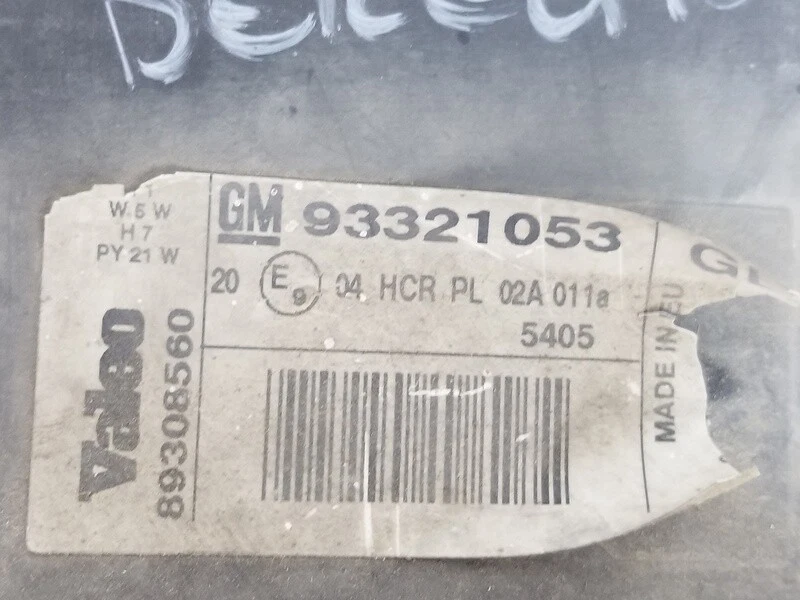 W 5 W
H 7
PY 21 W
GM 93321053
20 E9 04 HCR PL 02A 011a
5405
Valeo
89308560
MADE IN EU